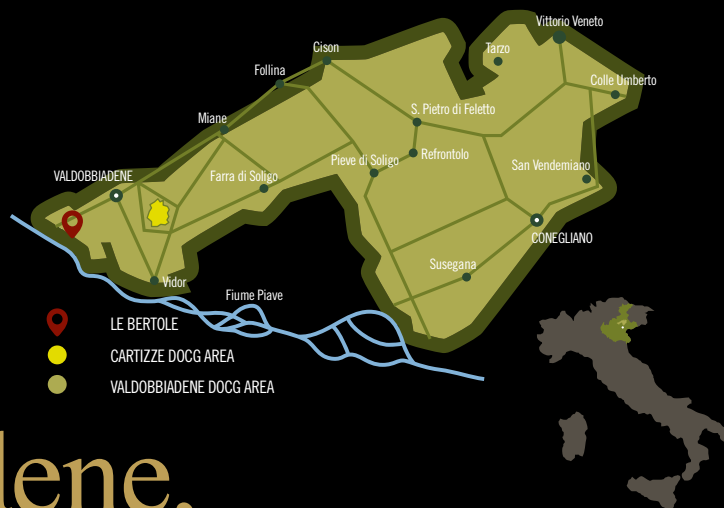 Vittorio Veneto
Cison
Tarzo
Follina
Colle Umberto
S. Pietro di Feletto
Miane
Refrontolo
Pieve di Soligo
San Vendemiano
VALDOBBIADENE
Farra di Soligo
CONEGLIANO
Susegana
Vidor
Fiume Piave
LE BERTOLE
CARTIZZE DOCG AREA
VALDOBBIADENE DOCG AREA
lene.